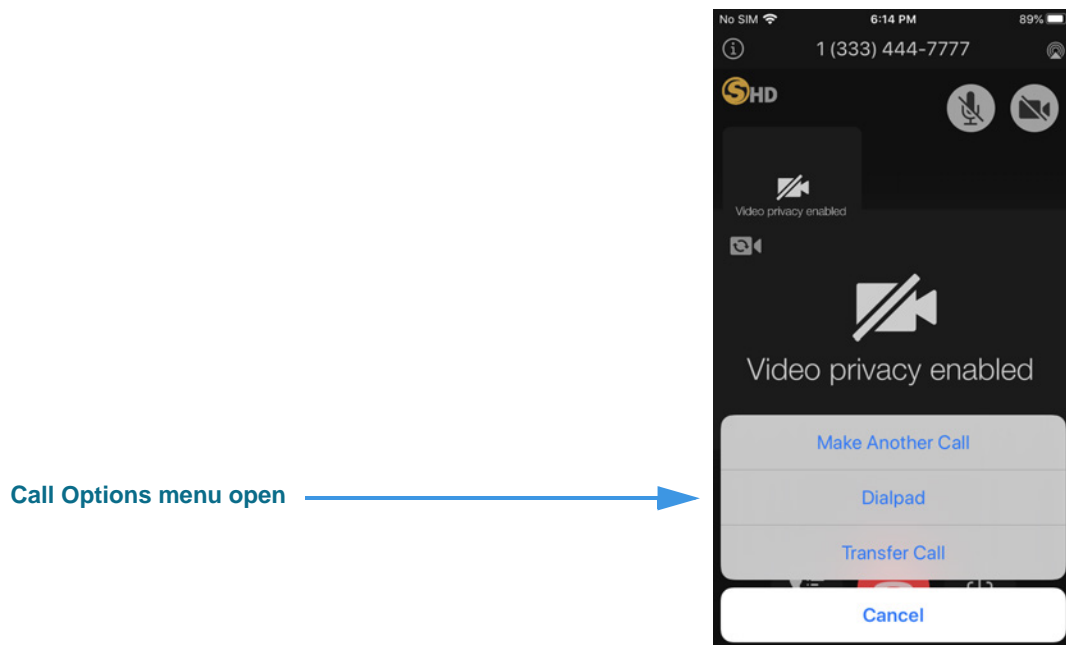 No SIM 6:14 PM 89%
1 (333) 444-7777
SHD
Video privacy enabled
Video privacy enabled
Make Another Call
Call Options menu open
Dialpad
Transfer Call
Cancel